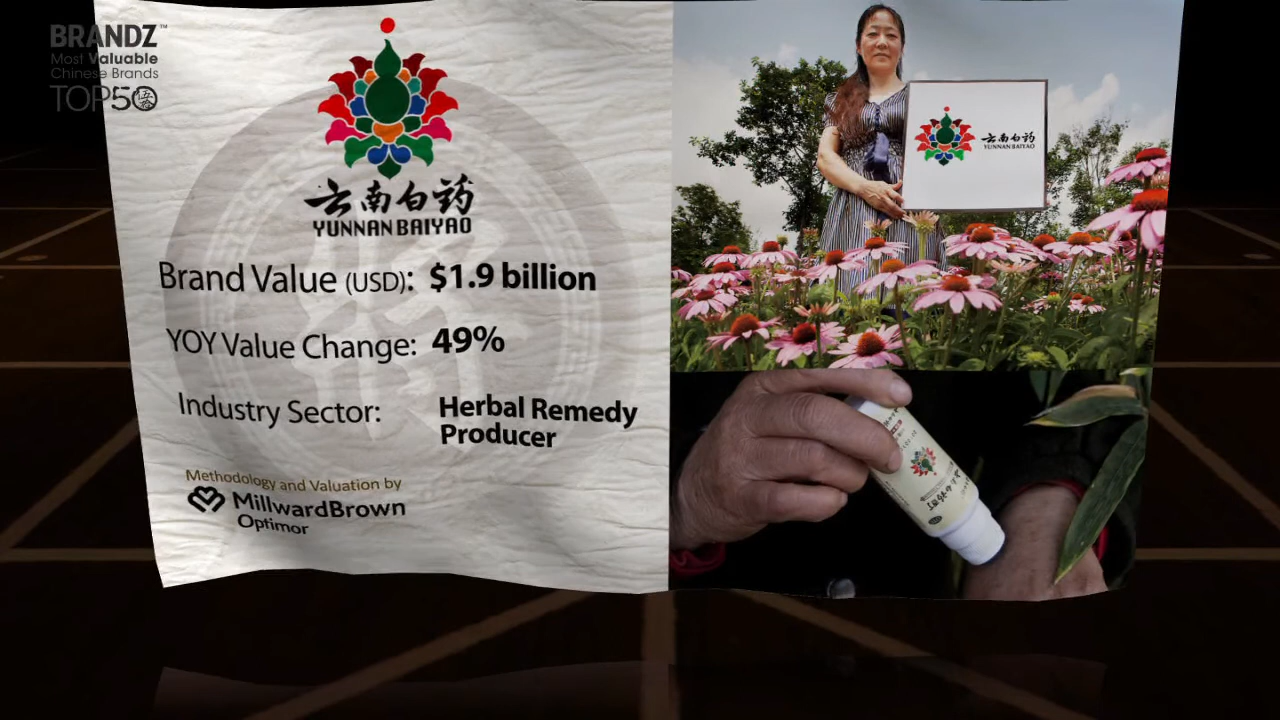 BRANDZ™
Most Valuable
Chinese Brands
TOP50
云南白药
YUNNAN BAIYAO
Brand Value (USD): $1.9 billion
YOY Value Change: 49%
Industry Sector: Herbal Remedy
Producer
Methodology and Valuation by
MillwardBrown
Optimor
云南白药
YUNNAN BAIYAO